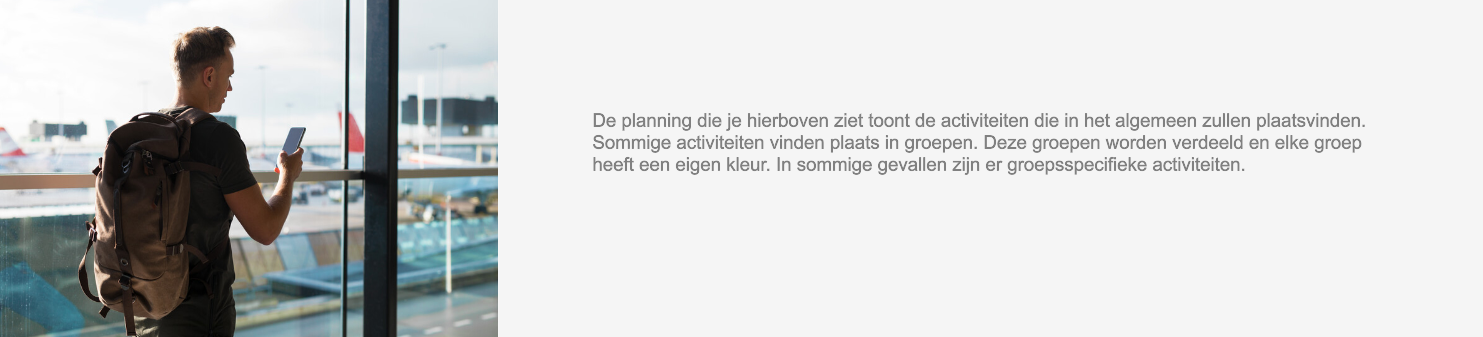 De planning die je hierboven ziet toont de activiteiten die in het algemeen zullen plaatsvinden.
Sommige activiteiten vinden plaats in groepen. Deze groepen worden verdeeld en elke groep
heeft een eigen kleur. In sommige gevallen zijn er groepsspecifieke activiteiten.